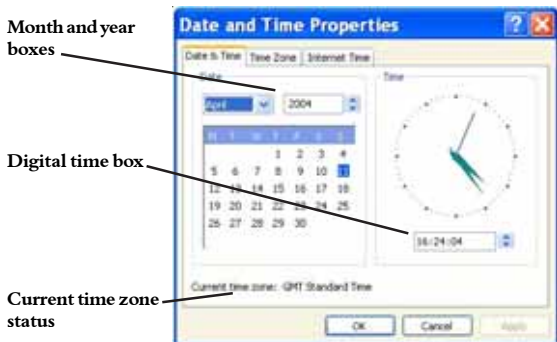 Month and year
boxes
Digital time box
Current time zone
status
Date and Time Properties
Date & Time Time Zone Internet Time
Date
April 2004
M T W T F S S
1 2 3 4
5 6 7 8 9 10 11
12 13 14 15 16 17 18
19 20 21 22 23 24 25
26 27 28 29 30
Time
16:24:04
Current time zone: GMT Standard Time
OK Cancel Apply